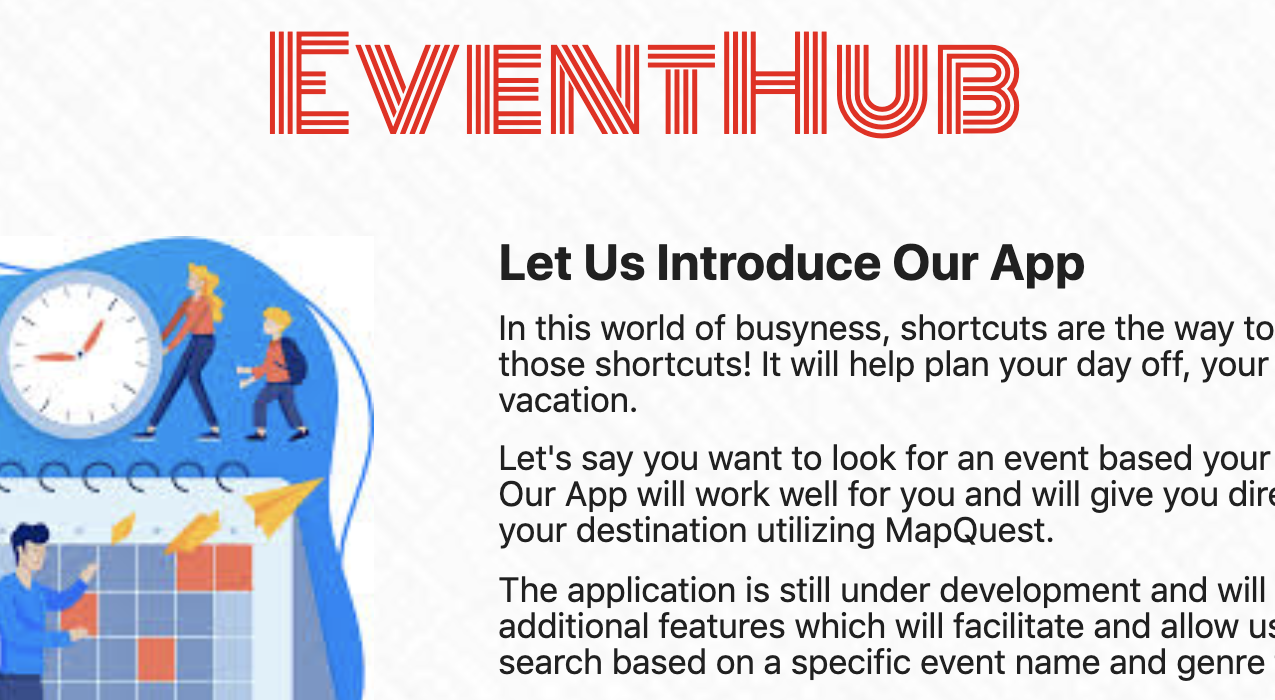 EventHub
Let Us Introduce Our App
In this world of busyness, shortcuts are the way to
those shortcuts! It will help plan your day off, your
vacation.
Let's say you want to look for an event based your
Our App will work well for you and will give you
your destination utilizing MapQuest.
The application is still under development and will
additional features which will facilitate and allow
search based on a specific event name and genre